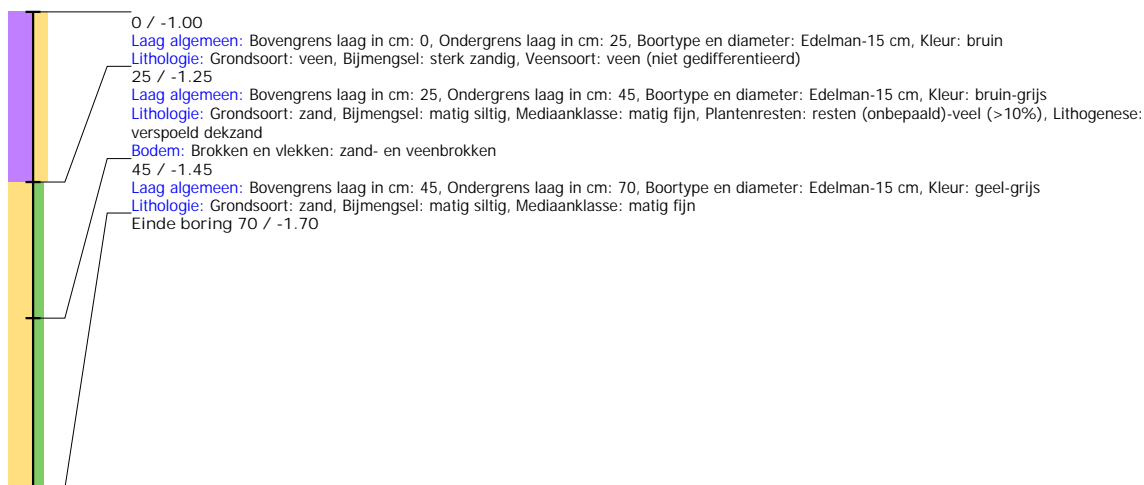 0 / -1.00
Laag algemeen: Bovengrens laag in cm: 0, Ondergrens laag in cm: 25, Boortype en diameter: Edelman-15 cm, Kleur: bruin
Lithologie: Grondsoort: veen, Bijmengsel: sterk zandig, Veensoort: veen (niet gedifferentieerd)
25 / -1.25
Laag algemeen: Bovengrens laag in cm: 25, Ondergrens laag in cm: 45, Boortype en diameter: Edelman-15 cm, Kleur: bruin-grijs
Lithologie: Grondsoort: zand, Bijmengsel: matig siltig, Mediaanklasse: matig fijn, Plantenresten: resten (onbepaald)-veel (>10%), Lithogenese:
verspoeld dekzand
Bodem: Brokken en vlekken: zand- en veenbrokken
45 / -1.45
Laag algemeen: Bovengrens laag in cm: 45, Ondergrens laag in cm: 70, Boortype en diameter: Edelman-15 cm, Kleur: geel-grijs
Lithologie: Grondsoort: zand, Bijmengsel: matig siltig, Mediaanklasse: matig fijn
Einde boring 70 / -1.70